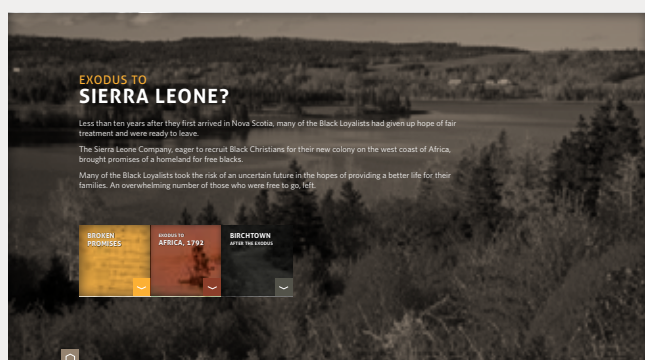 EXODUS TO
SIERRA LEONE?
Less than ten years after they first arrived in Nova Scotia, many of the Black Loyalists had given up hope of fair
treatment and were ready to leave.
The Sierra Leone Company, eager to recruit Black Christians for their new colony on the west coast of Africa,
brought promises of a homeland for free blacks.
Many of the Black Loyalists took the risk of an uncertain future in the hopes of providing a better life for their
families. An overwhelming number of those who were free to go, left.
BROKEN
PROMISES
EXODUS TO
AFRICA, 1792
BIRCHTOWN
AFTER THE EXODUS